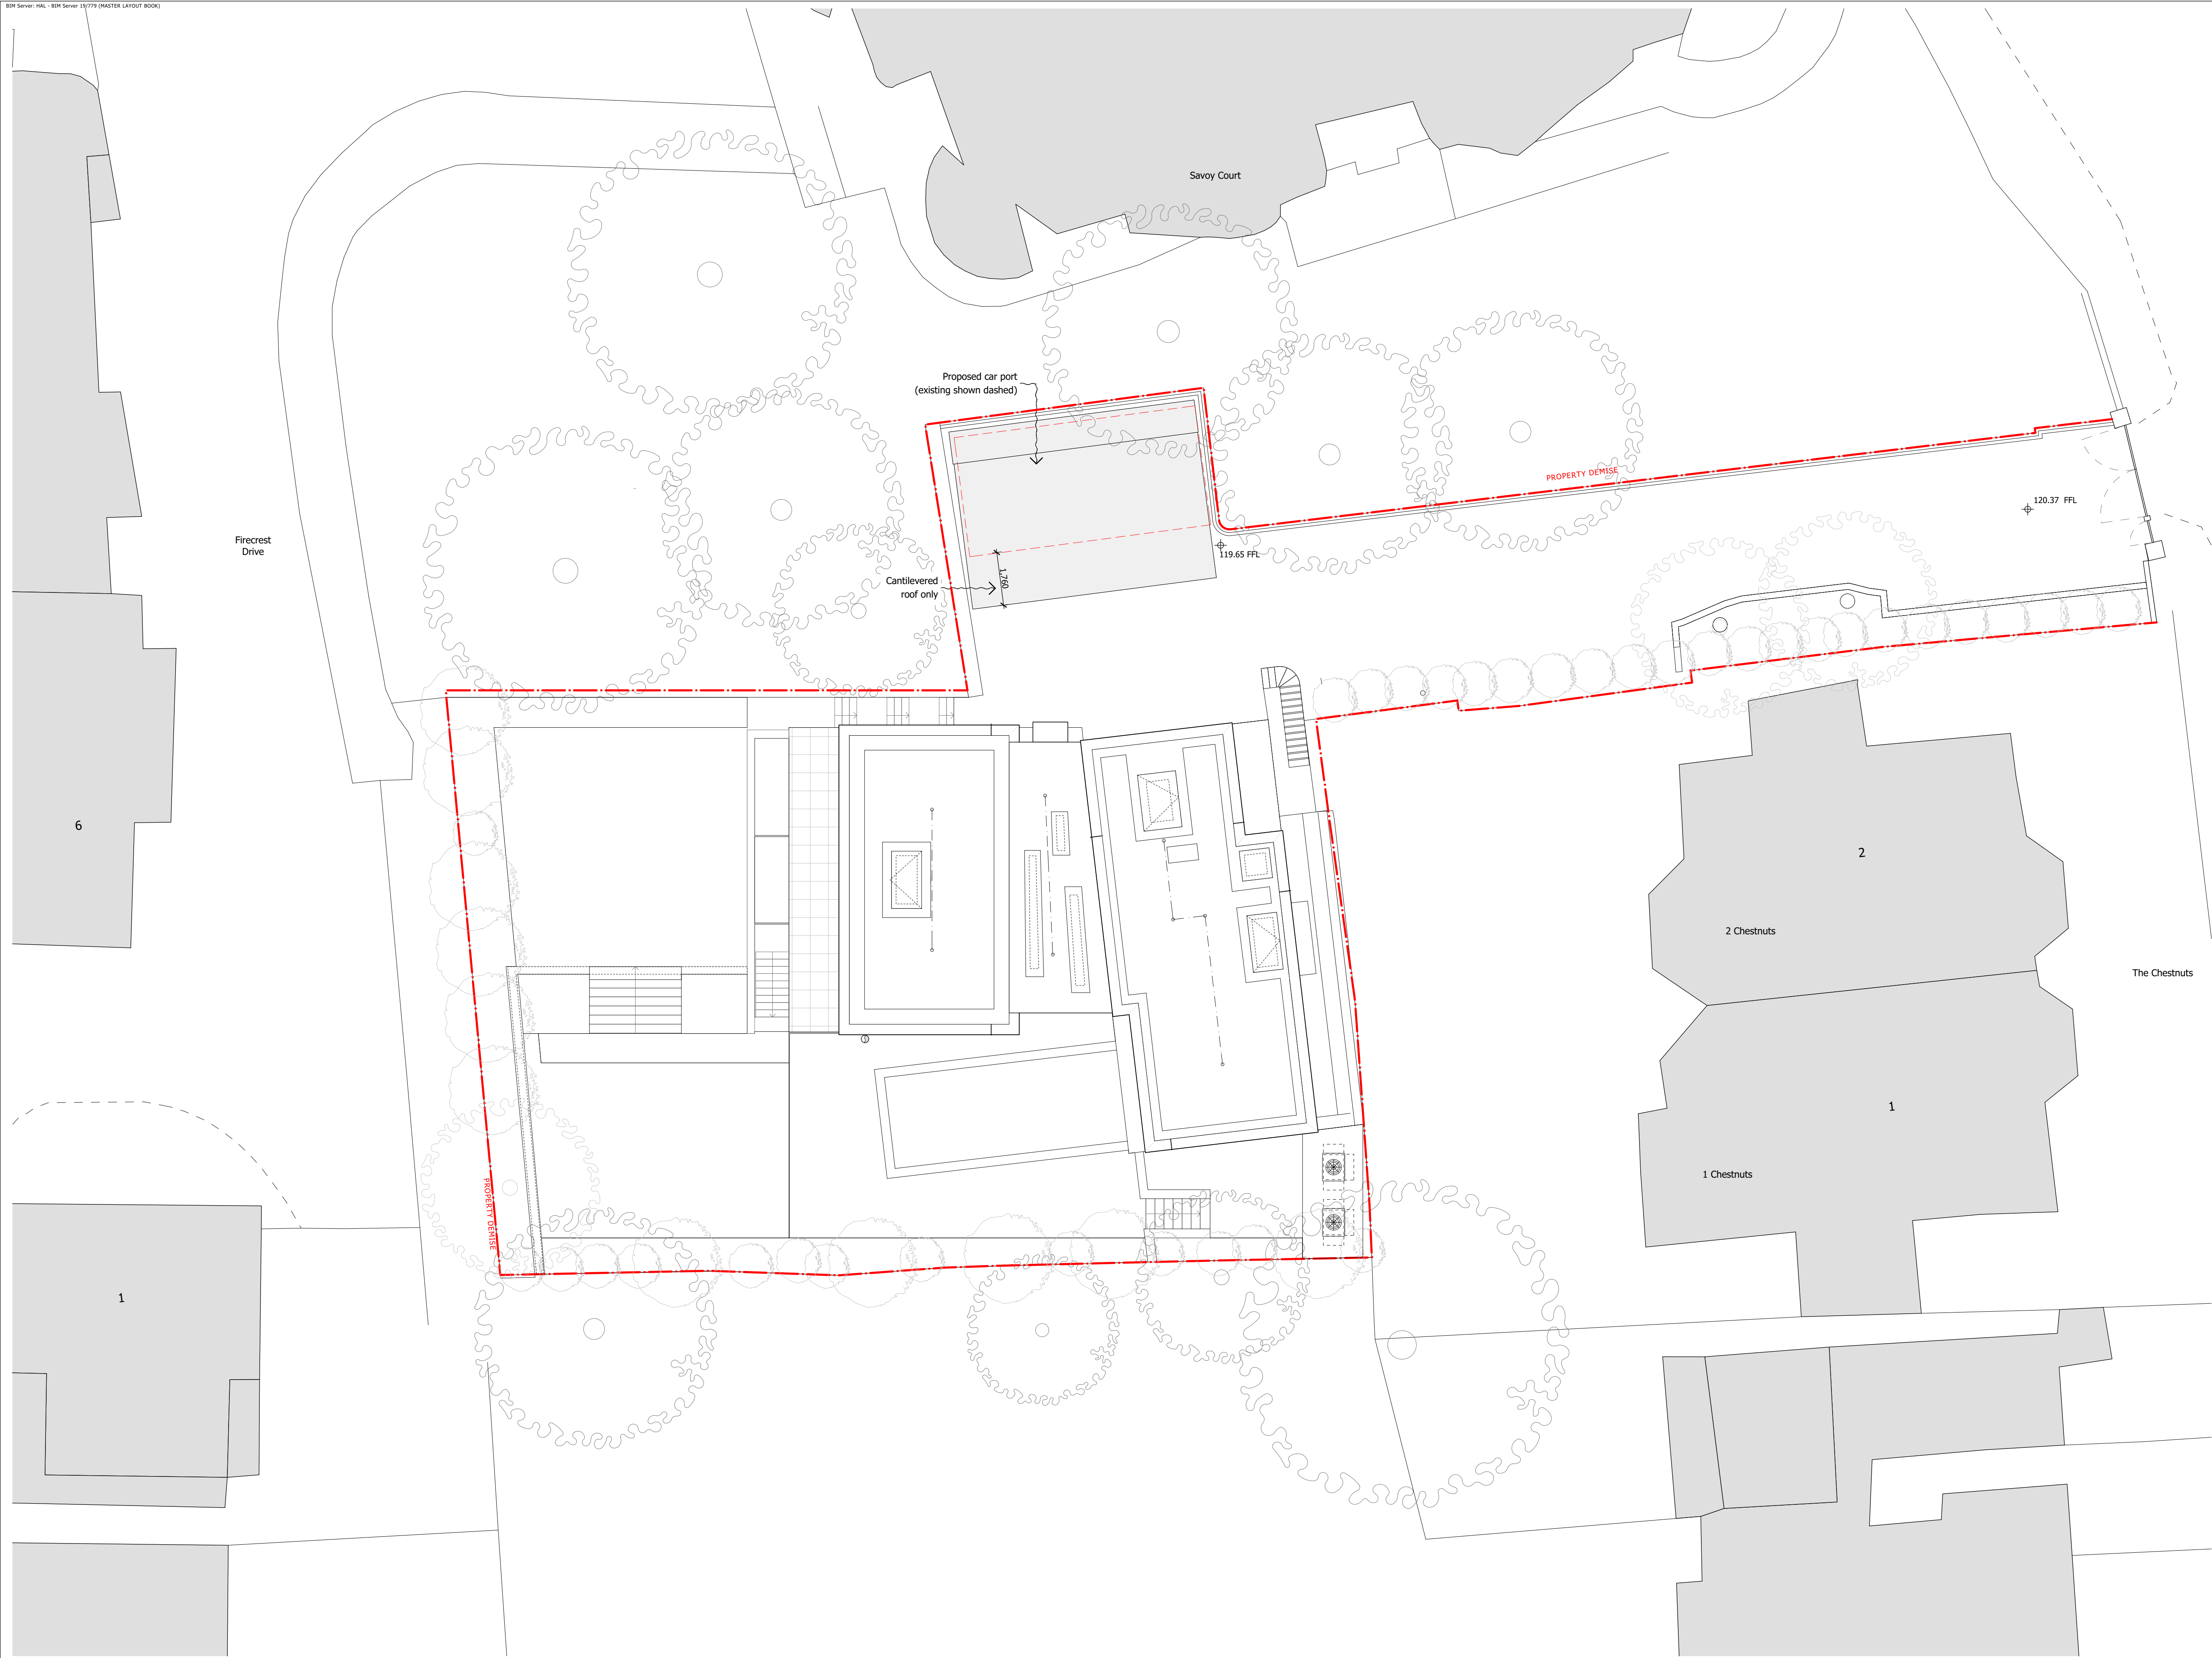 BIM Server: HAL - BIM Server 19/779 (MASTER LAYOUT BOOK)
Savoy Court
Proposed car port
(existing shown dashed)
PROPERTY DEMISE
120.37 FFL
119.65 FFL
Firecrest
Drive
1,760
Cantilevered
roof only
6
2
2 Chestnuts
The Chestnuts
1
1 Chestnuts
PROPERTY DEMISE
1